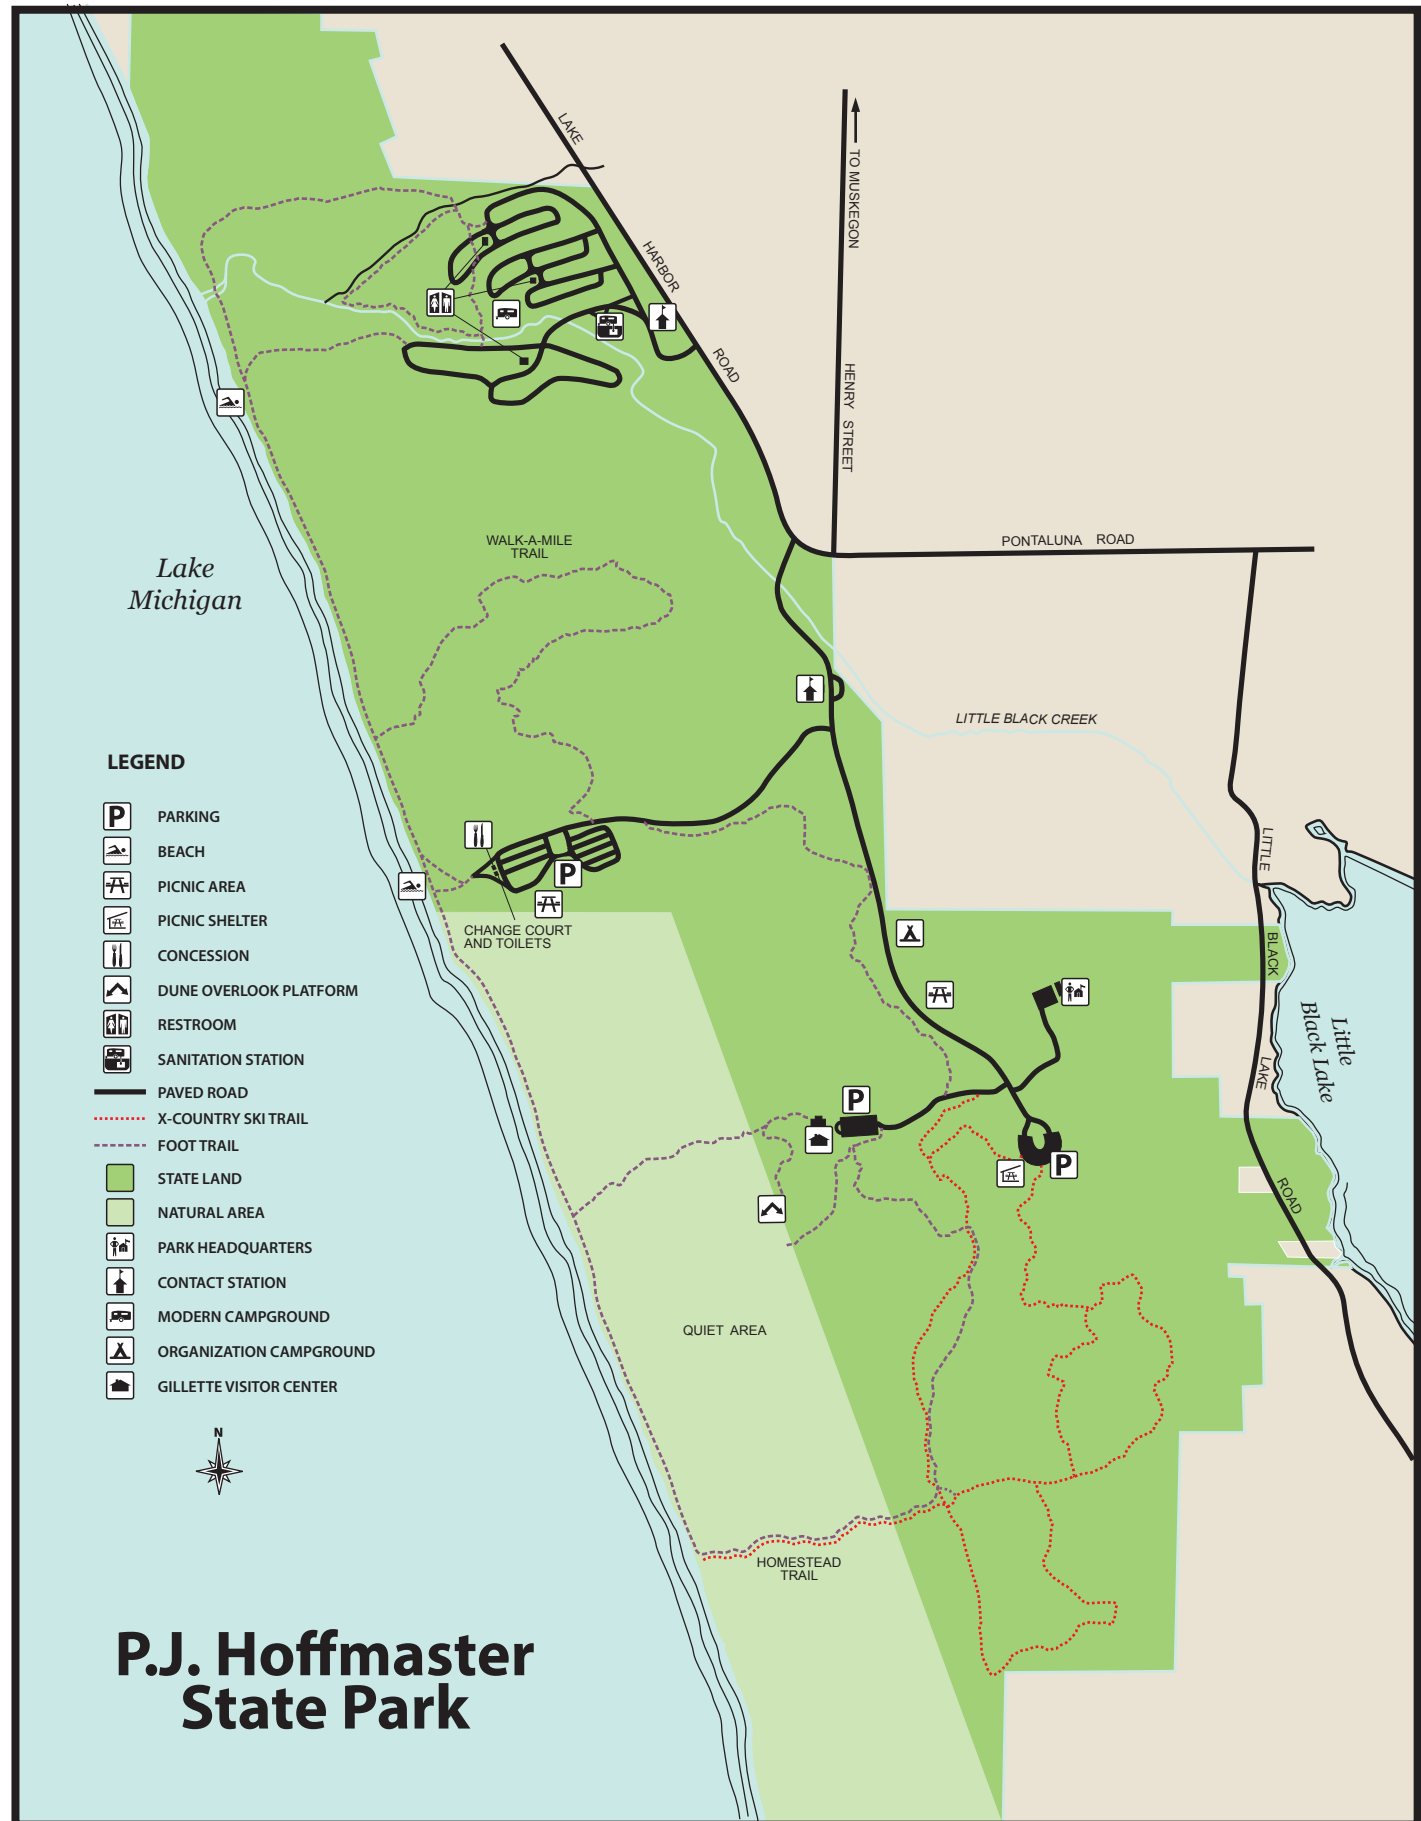 LAKE
HARBOR
ROAD
TO MUSKEGON
HENRY STREET
PONTALUNA ROAD
WALK-A-MILE
TRAIL
Lake
Michigan
LITTLE BLACK CREEK
LITTLE
BLACK
LAKE
ROAD
Little
Black Lake
P
CHANGE COURT
AND TOILETS
P
P
QUIET AREA
HOMESTEAD
TRAIL
LEGEND
P PARKING
BEACH
PICNIC AREA
PICNIC SHELTER
CONCESSION
DUNE OVERLOOK PLATFORM
RESTROOM
SANITATION STATION
PAVED ROAD
X-COUNTRY SKI TRAIL
FOOT TRAIL
STATE LAND
NATURAL AREA
PARK HEADQUARTERS
CONTACT STATION
MODERN CAMPGROUND
ORGANIZATION CAMPGROUND
GILLETTE VISITOR CENTER
N
P.J. Hoffmaster
State Park